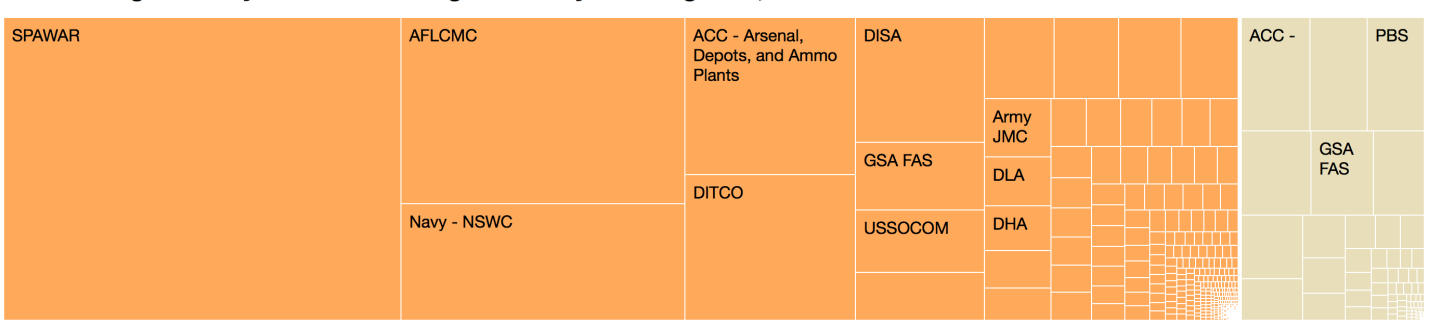 SPAWAR
AFLCMC
Navy - NSWC
ACC - Arsenal,
Depots, and Ammo
Plants
DITCO
DISA
GSA FAS
USSOCOM
Army
JMC
DLA
DHA
ACC -
PBS
GSA
FAS